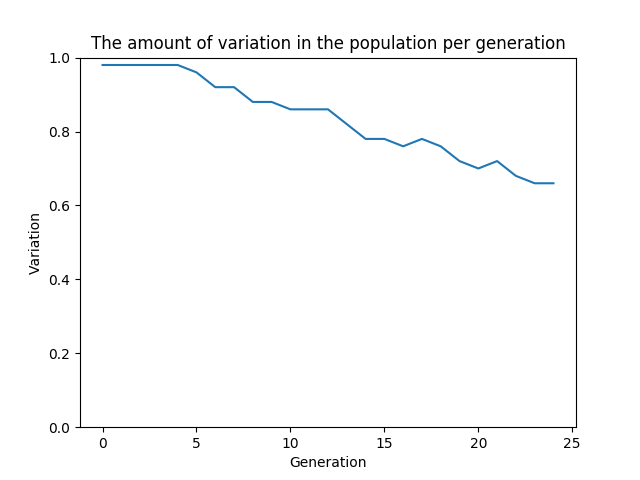 The amount of variation in the population per generation
1.0
0.8
0.6
0.4
0.2
0.0
Variation
0 5 10 15 20 25
Generation